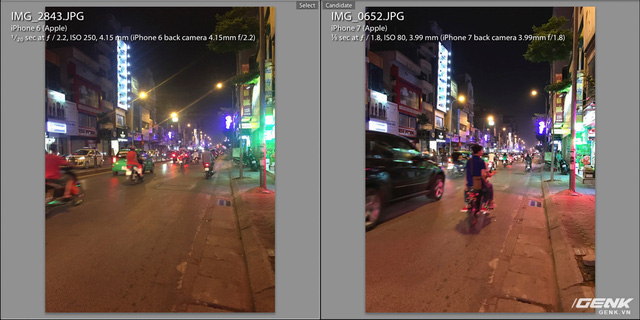 Select
Candidate
IMG_2843.JPG
iPhone 6 (Apple)
1/20 sec at ƒ / 2.2, ISO 250, 4.15 mm (iPhone 6 back camera 4.15mm f/2.2)
IMG_0652.JPG
iPhone 7 (Apple)
sec at ƒ / 1.8, ISO 80, 3.99 mm (iPhone 7 back camera 3.99mm f/1.8)
GENK
GENK.VN